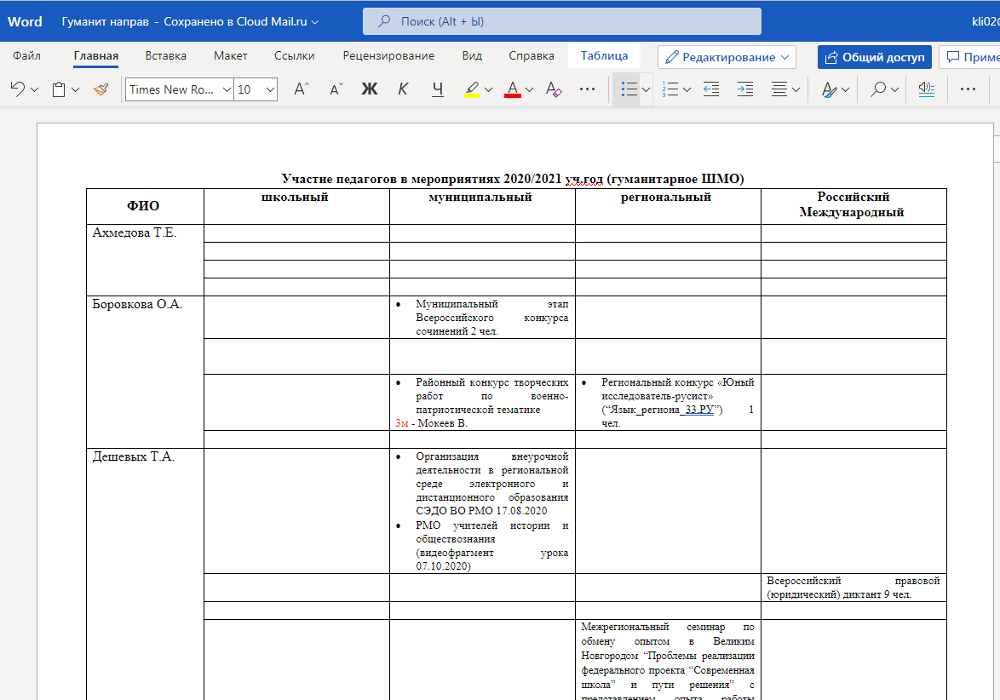 Word Гуманит направ - Сохранено в Cloud Mail.ru Поиск (Alt + Ы) kli02
Файл Главная Вставка Макет Ссылки Рецензирование Вид Справка Таблица Редактирование Общий доступ Приме
Times New Ro... 10 Ж К Ч
Участие педагогов в мероприятиях 2020/2021 уч.год (гуманитарное ШМО)
ФИО
школьный
муниципальный
региональный
Российский
Международный
Ахмедова Т.Е.
Боровкова О.А.
• Муниципальный этап
Всероссийского конкурса
сочинений 2 чел.
• Районный конкурс творческих
работ по военно-
патриотической тематике
3м - Мокеев В.
• Региональный конкурс «Юный
исследователь-русист»
(“Язык_региона_33.РУ”) 1
чел.
Дешевых Т.А.
• Организация внеурочной
деятельности в региональной
среде электронного и
дистанционного образования
СЭДО ВО РМО 17.08.2020
• РМО учителей истории и
обществознания
(видеофрагмент урока
07.10.2020)
Всероссийский правовой
(юридический) диктант 9 чел.
Межрегиональный семинар по
обмену опытом в Великим
Новгородом “Проблемы реализации
федерального проекта “Современная
школа” и пути решения” с
представлением опыта работы